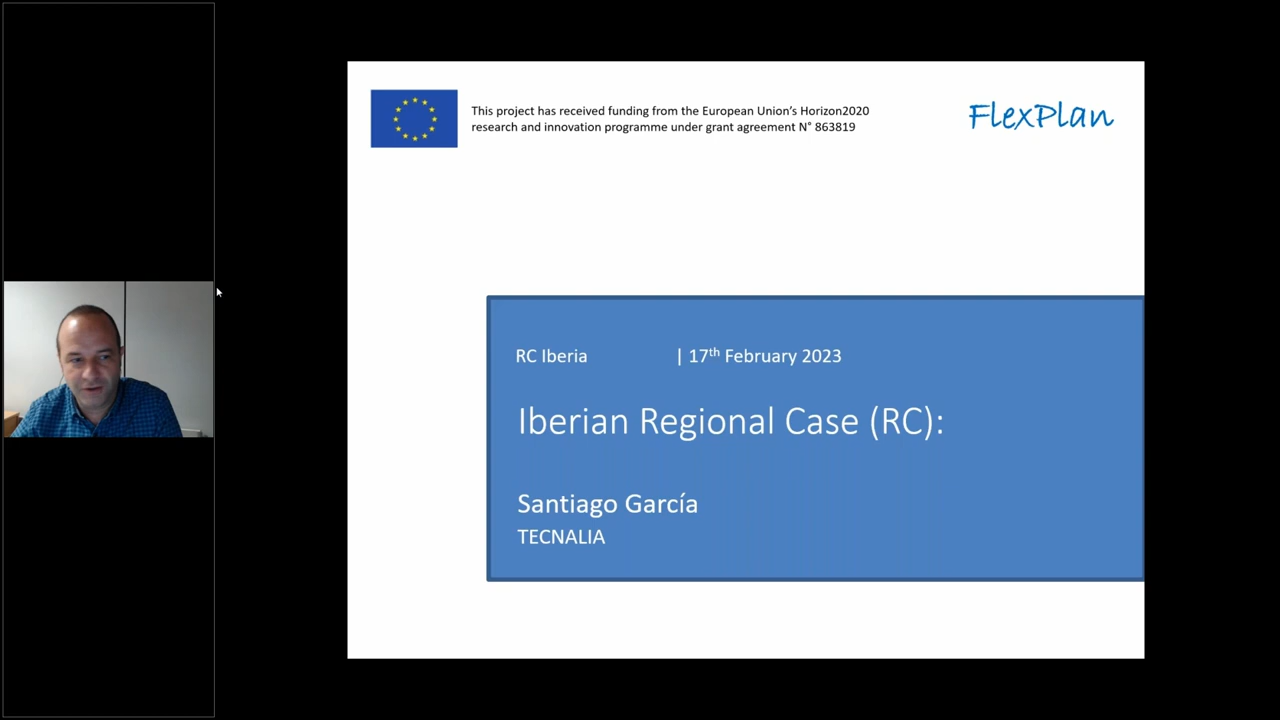 This project has received funding from the European Union’s Horizon2020
research and innovation programme under grant agreement N° 863819
FlexPlan
RC Iberia | 17th February 2023
Iberian Regional Case (RC):
Santiago García
TECNALIA